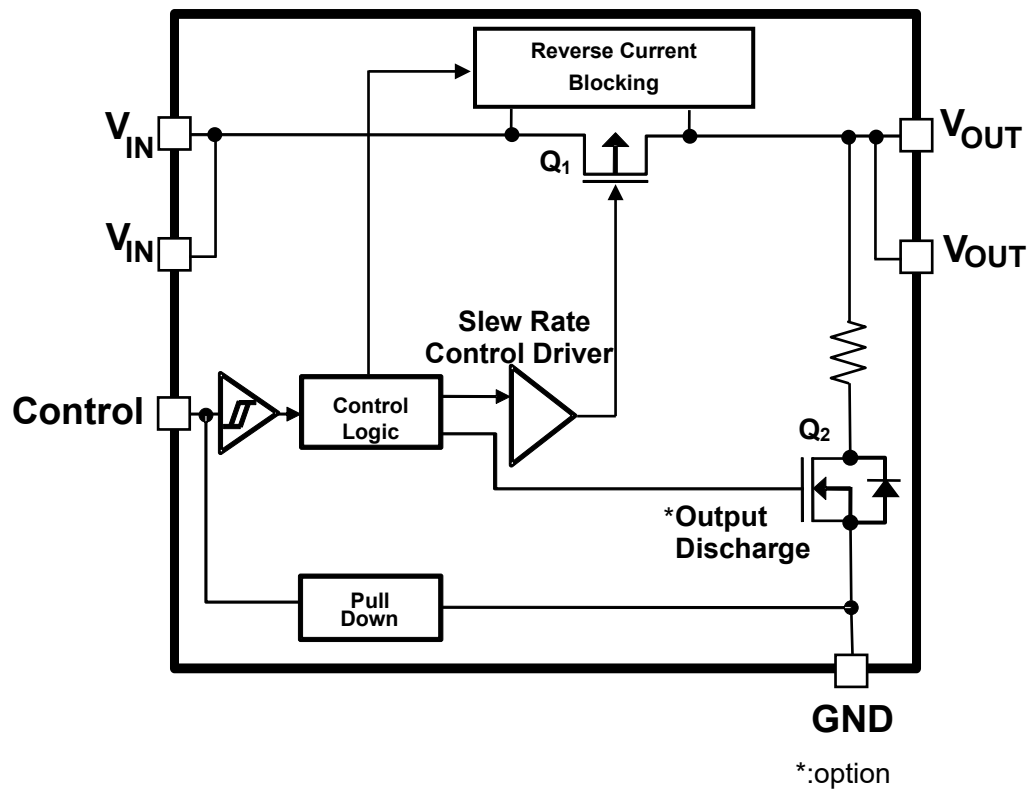 Reverse Current
Blocking
VIN
VOUT
Q1
VIN
VOUT
Slew Rate
Control Driver
Control
Control
Logic
Q2
*Output
Discharge
Pull
Down
GND
*:option